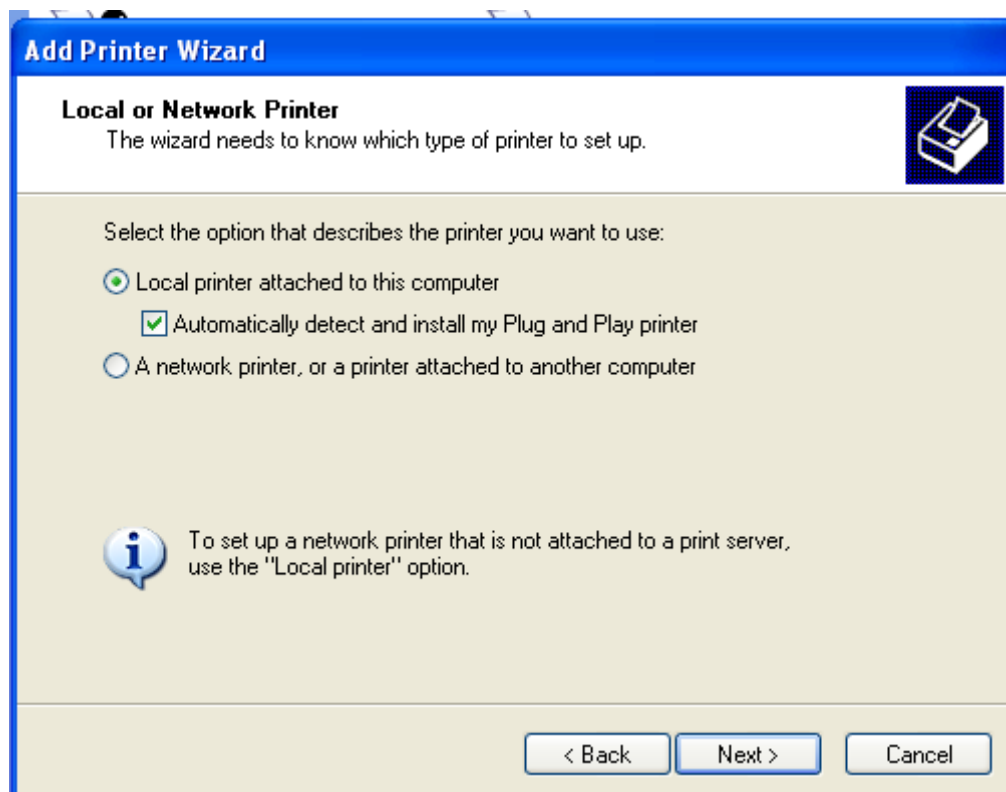 Add Printer Wizard
Local or Network Printer
The wizard needs to know which type of printer to set up.
Select the option that describes the printer you want to use:
Local printer attached to this computer
Automatically detect and install my Plug and Play printer
A network printer, or a printer attached to another computer
To set up a network printer that is not attached to a print server,
use the "Local printer" option.
< Back Next > Cancel